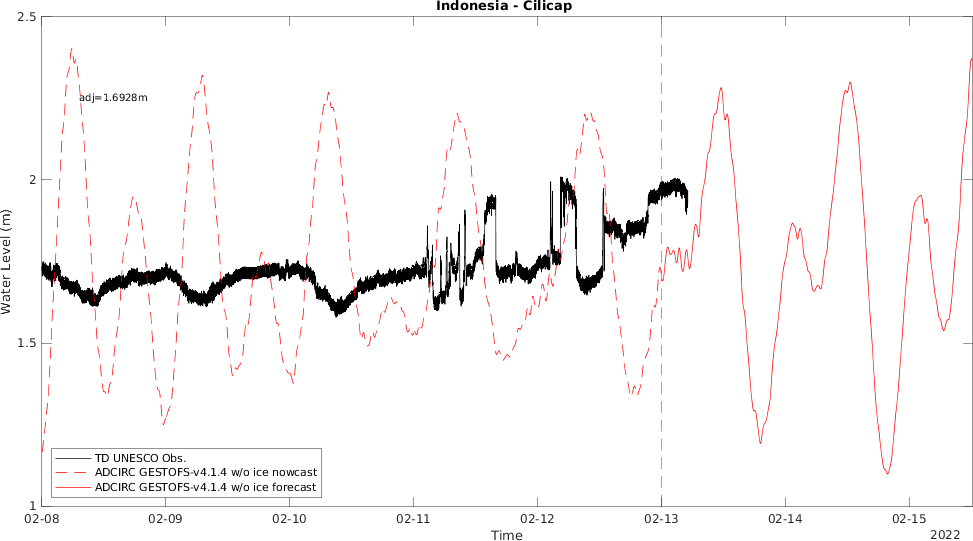 Indonesia - Cilicap
Water Level (m)
2.5
2
1.5
1
adj=1.6928m
TD UNESCO Obs.
ADCIRC GESTOFS-v4.1.4 w/o ice nowcast
ADCIRC GESTOFS-v4.1.4 w/o ice forecast
02-08 02-09 02-10 02-11 02-12 02-13 02-14 02-15
Time
2022